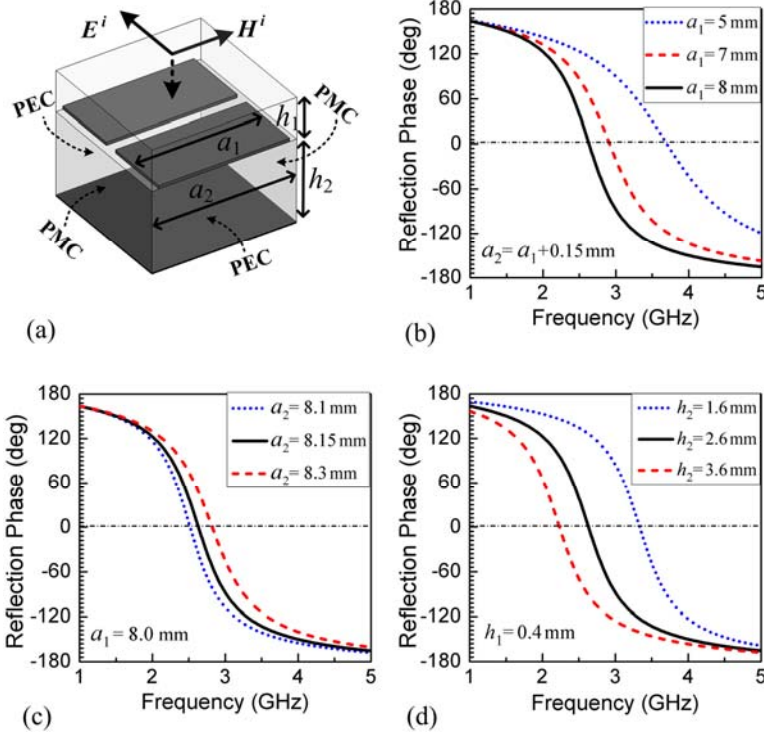 E^i H^i
PEC PMC
h₁
a₁
a₂ h₂
PMC PEC
(a)
Reflection Phase (deg)
180
120
60
0
-60
-120
-180
a₁= 5 mm
a₁= 7mm
a₁= 8 mm
a₂= a₁+0.15 mm
1 2 3 4 5
Frequency (GHz)
(b)
Reflection Phase (deg)
180
120
60
0
-60
-120
-180
a₂= 8.1 mm
a₂= 8.15 mm
a₂= 8.3 mm
a₁ = 8.0 mm
1 2 3 4 5
Frequency (GHz)
(c)
Reflection Phase (deg)
180
120
60
0
-60
-120
-180
h₂= 1.6 mm
h₂= 2.6 mm
h₂= 3.6 mm
h₁=0.4 mm
1 2 3 4 5
Frequency (GHz)
(d)